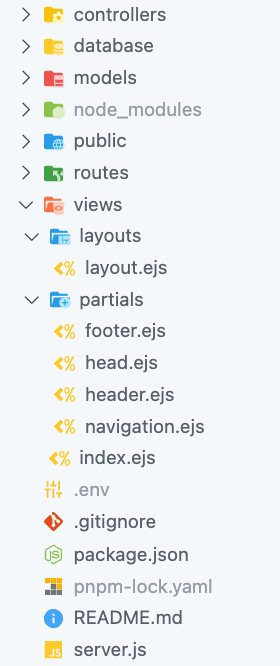 controllers
database
models
node_modules
public
routes
views
layouts
layout.ejs
partials
footer.ejs
head.ejs
header.ejs
navigation.ejs
index.ejs
.env
.gitignore
package.json
pnpm-lock.yaml
README.md
server.js